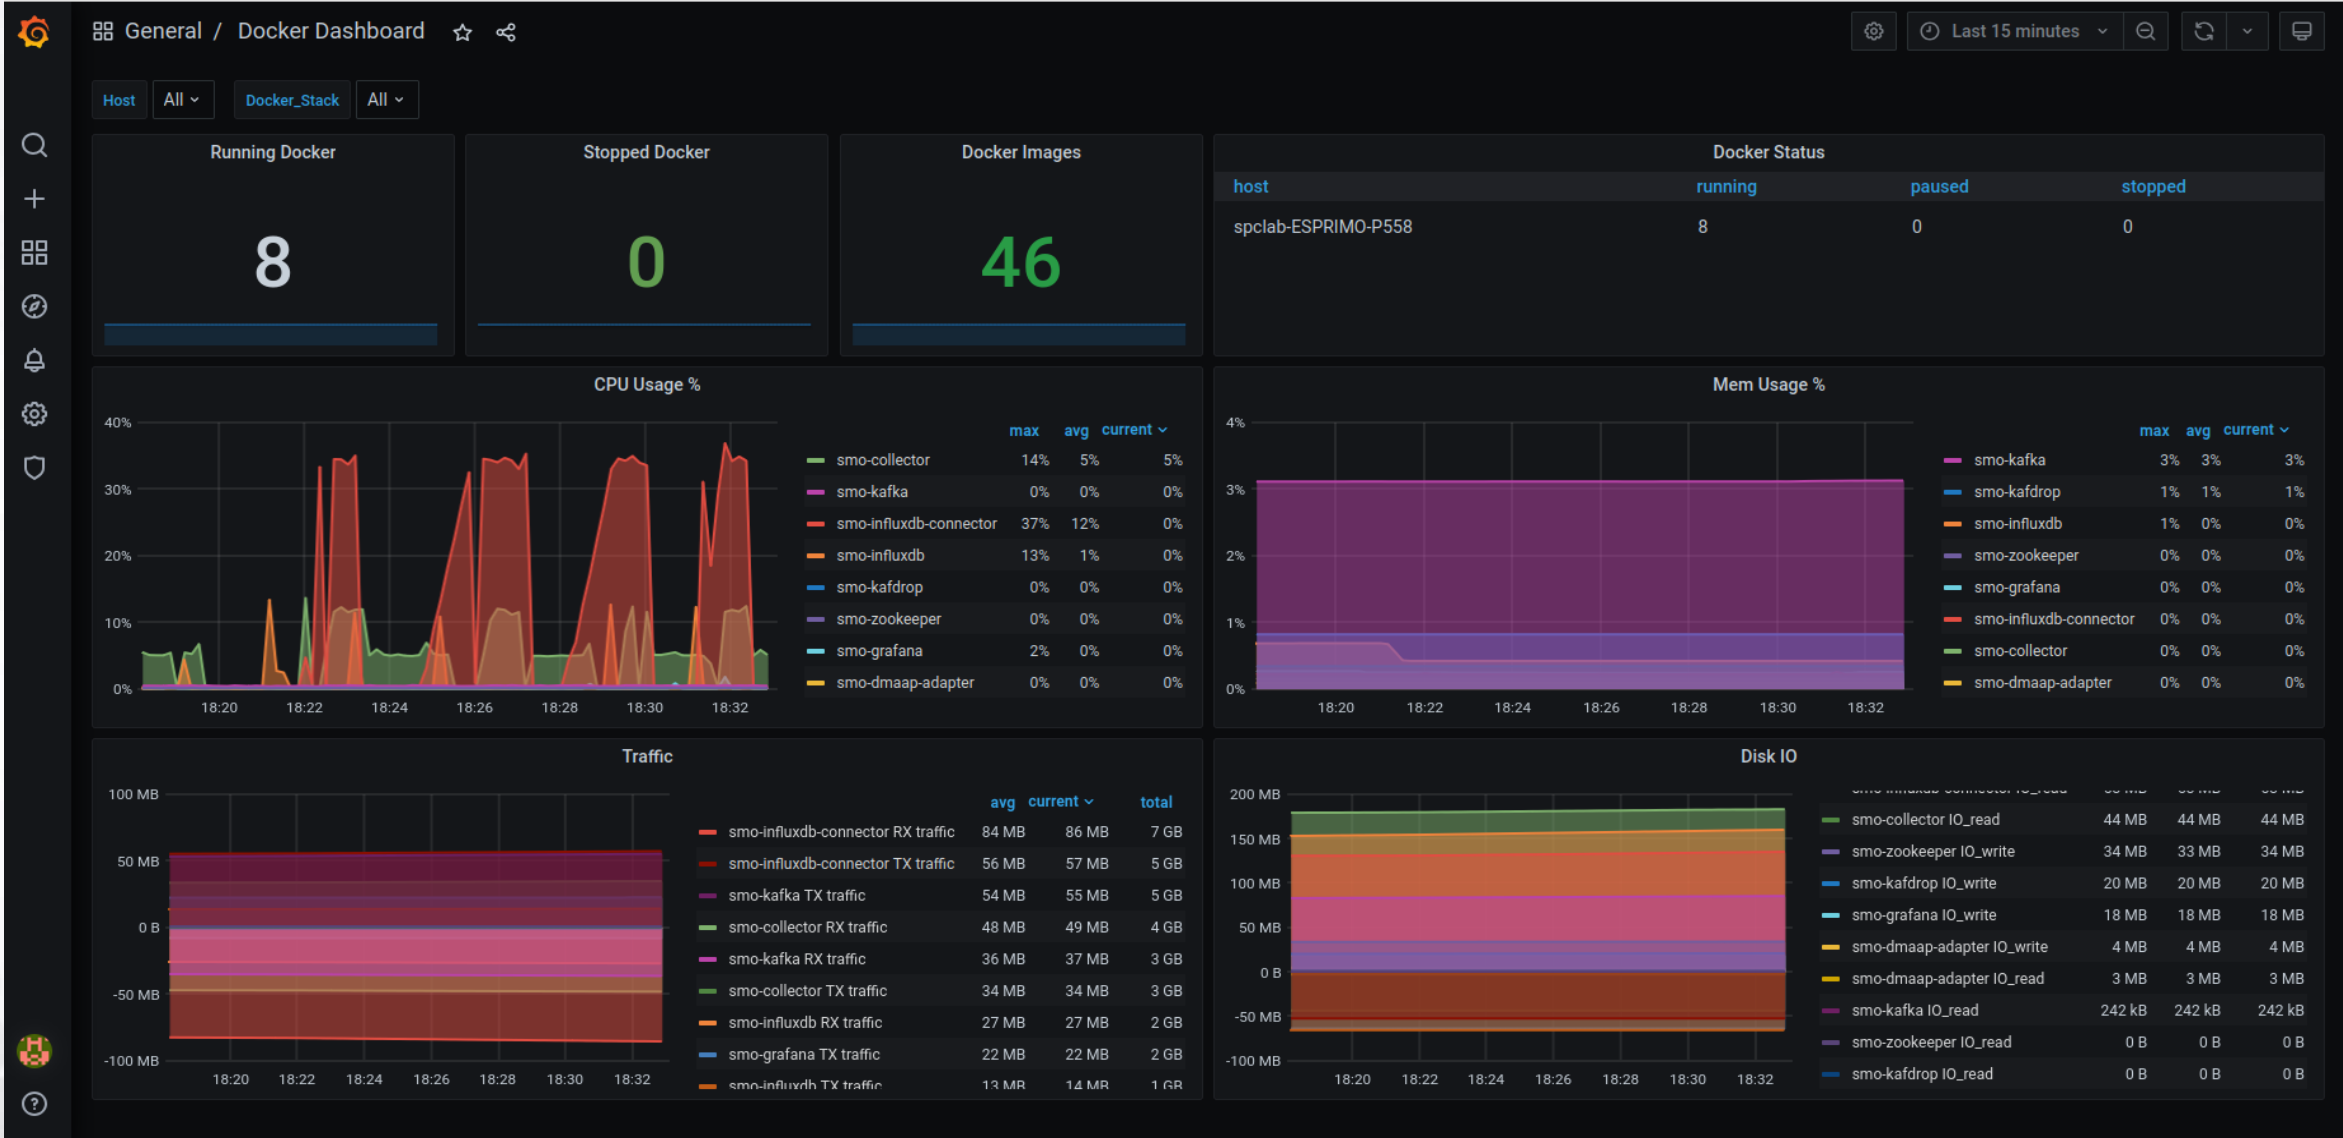 General / Docker Dashboard
Last 15 minutes
Host All Docker_Stack All
Running Docker
8
Stopped Docker
0
Docker Images
46
Docker Status
host running paused stopped
spclab-ESPRIMO-P558 8 0 0
CPU Usage %
40%
30%
20%
10%
0%
18:20 18:22 18:24 18:26 18:28 18:30 18:32
max avg current
smo-collector 14% 5% 5%
smo-kafka 0% 0% 0%
smo-influxdb-connector 37% 12% 0%
smo-influxdb 13% 1% 0%
smo-kafdrop 0% 0% 0%
smo-zookeeper 0% 0% 0%
smo-grafana 2% 0% 0%
smo-dmaap-adapter 0% 0% 0%
Mem Usage %
4%
3%
2%
1%
0%
18:20 18:22 18:24 18:26 18:28 18:30 18:32
max avg current
smo-kafka 3% 3% 3%
smo-kafdrop 1% 1% 1%
smo-influxdb 1% 0% 0%
smo-zookeeper 0% 0% 0%
smo-grafana 0% 0% 0%
smo-influxdb-connector 0% 0% 0%
smo-collector 0% 0% 0%
smo-dmaap-adapter 0% 0% 0%
Traffic
100 MB
50 MB
0 B
-50 MB
-100 MB
18:20 18:22 18:24 18:26 18:28 18:30 18:32
avg current total
smo-influxdb-connector RX traffic 84 MB 86 MB 7 GB
smo-influxdb-connector TX traffic 56 MB 57 MB 5 GB
smo-kafka TX traffic 54 MB 55 MB 5 GB
smo-collector RX traffic 48 MB 49 MB 4 GB
smo-kafka RX traffic 36 MB 37 MB 3 GB
smo-collector TX traffic 34 MB 34 MB 3 GB
smo-influxdb RX traffic 27 MB 27 MB 2 GB
smo-grafana TX traffic 22 MB 22 MB 2 GB
smo-influxdb TX traffic 13 MB 14 MB 1 GB
Disk IO
200 MB
150 MB
100 MB
50 MB
0 B
-50 MB
-100 MB
18:20 18:22 18:24 18:26 18:28 18:30 18:32
smo-collector IO_read 44 MB 44 MB 44 MB
smo-zookeeper IO_write 34 MB 33 MB 34 MB
smo-kafdrop IO_write 20 MB 20 MB 20 MB
smo-grafana IO_write 18 MB 18 MB 18 MB
smo-dmaap-adapter IO_write 4 MB 4 MB 4 MB
smo-dmaap-adapter IO_read 3 MB 3 MB 3 MB
smo-kafka IO_read 242 kB 242 kB 242 kB
smo-zookeeper IO_read 0 B 0 B 0 B
smo-kafdrop IO_read 0 B 0 B 0 B